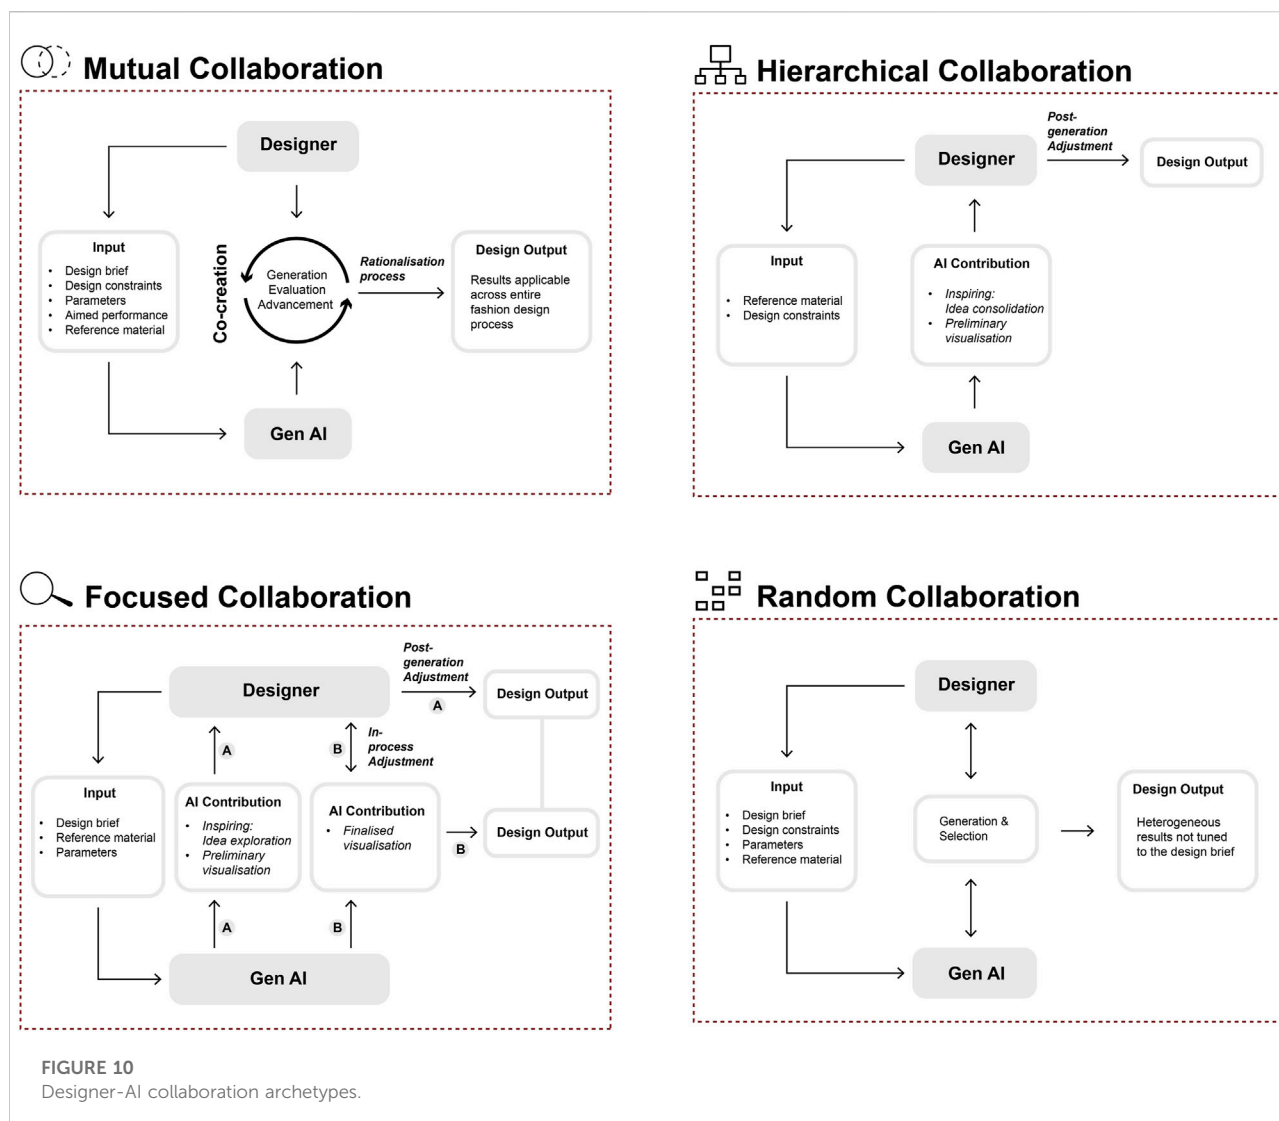 Mutual Collaboration
Designer
Input
• Design brief
• Design constraints
• Parameters
• Aimed performance
• Reference material
Co-creation
Generation
Evaluation
Advancement
Rationalisation
process
Design Output
Results applicable
across entire
fashion design
process
Gen AI
Hierarchical Collaboration
Designer
Post-
generation
Adjustment
Design Output
Input
• Reference material
• Design constraints
AI Contribution
• Inspiring:
Idea consolidation
• Preliminary
visualisation
Gen AI
Focused Collaboration
Designer
Post-
generation
Adjustment
A
Design Output
A
B
In-
process
Adjustment
Input
• Design brief
• Reference material
• Parameters
AI Contribution
• Inspiring:
Idea exploration
• Preliminary
visualisation
AI Contribution
• Finalised
visualisation
B
Design Output
A
B
Gen AI
Random Collaboration
Designer
Input
• Design brief
• Design constraints
• Parameters
• Reference material
Generation &
Selection
Design Output
Heterogeneous
results not tuned
to the design brief
Gen AI
FIGURE 10
Designer-AI collaboration archetypes.